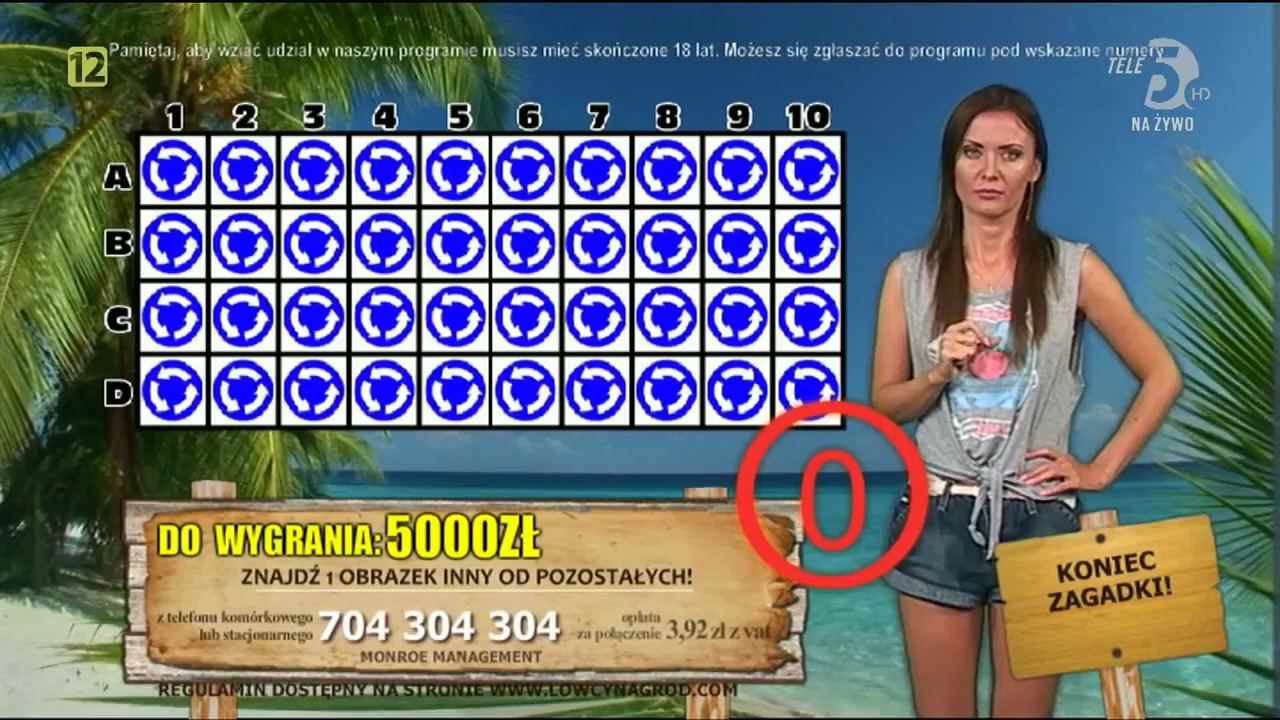 Pamiętaj, aby wziąć udział w naszym programie musisz mieć skończone 18 lat. Możesz się zgłaszać do programu pod wskazane numery
12
TELE 5 HD
NA ŻYWO
1 2 3 4 5 6 7 8 9 10
A
B
C
D
0
DO WYGRANIA: 5000ZŁ
ZNAJDŹ 1 OBRAZEK INNY OD POZOSTAŁYCH!
z telefonu komórkowego
lub stacjonarnego
704 304 304
opłata
za połączenie 3,92 zł z vat
MONROE MANAGEMENT
KONIEC
ZAGADKI!
REGULAMIN DOSTĘPNY NA STRONIE WWW.LOWCYNAGROD.COM